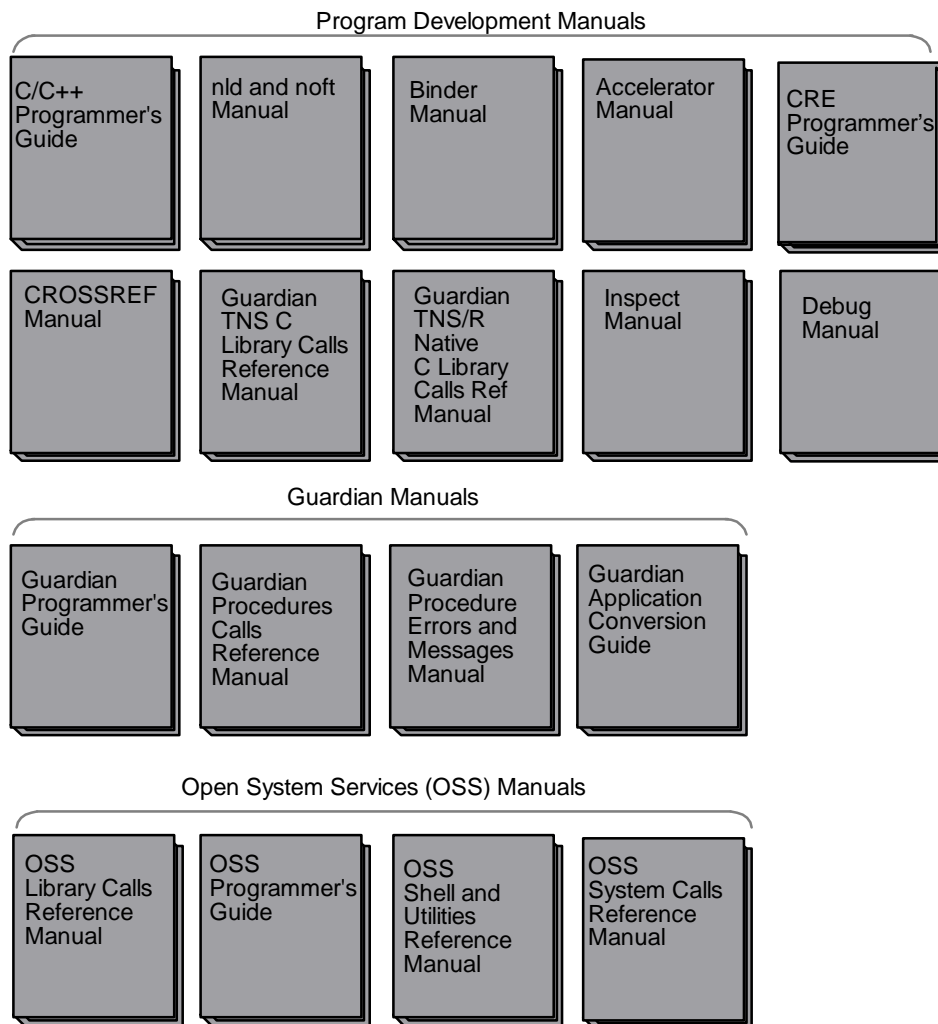 Program Development Manuals
C/C++
Programmer's
Guide
nld and noft
Manual
Binder
Manual
Accelerator
Manual
CRE
Programmer’s
Guide
CROSSREF
Manual
Guardian
TNS C
Library Calls
Reference
Manual
Guardian
TNS/R
Native
C Library
Calls Ref
Manual
Inspect
Manual
Debug
Manual
Guardian Manuals
Guardian
Programmer's
Guide
Guardian
Procedures
Calls
Reference
Manual
Guardian
Procedure
Errors and
Messages
Manual
Guardian
Application
Conversion
Guide
Open System Services (OSS) Manuals
OSS
Library Calls
Reference
Manual
OSS
Programmer's
Guide
OSS
Shell and
Utilities
Reference
Manual
OSS
System Calls
Reference
Manual